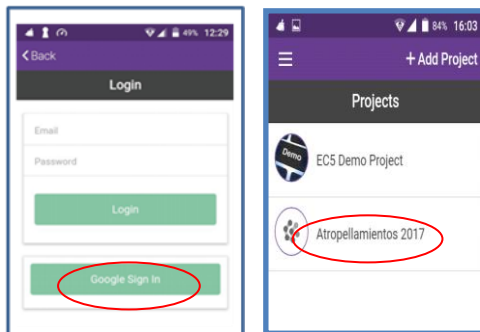 49% 12:29
Back
Login
Email
Password
Login
Google Sign In
84% 16:03
+ Add Project
Projects
Demo
EC5 Demo Project
Atropellamientos 2017